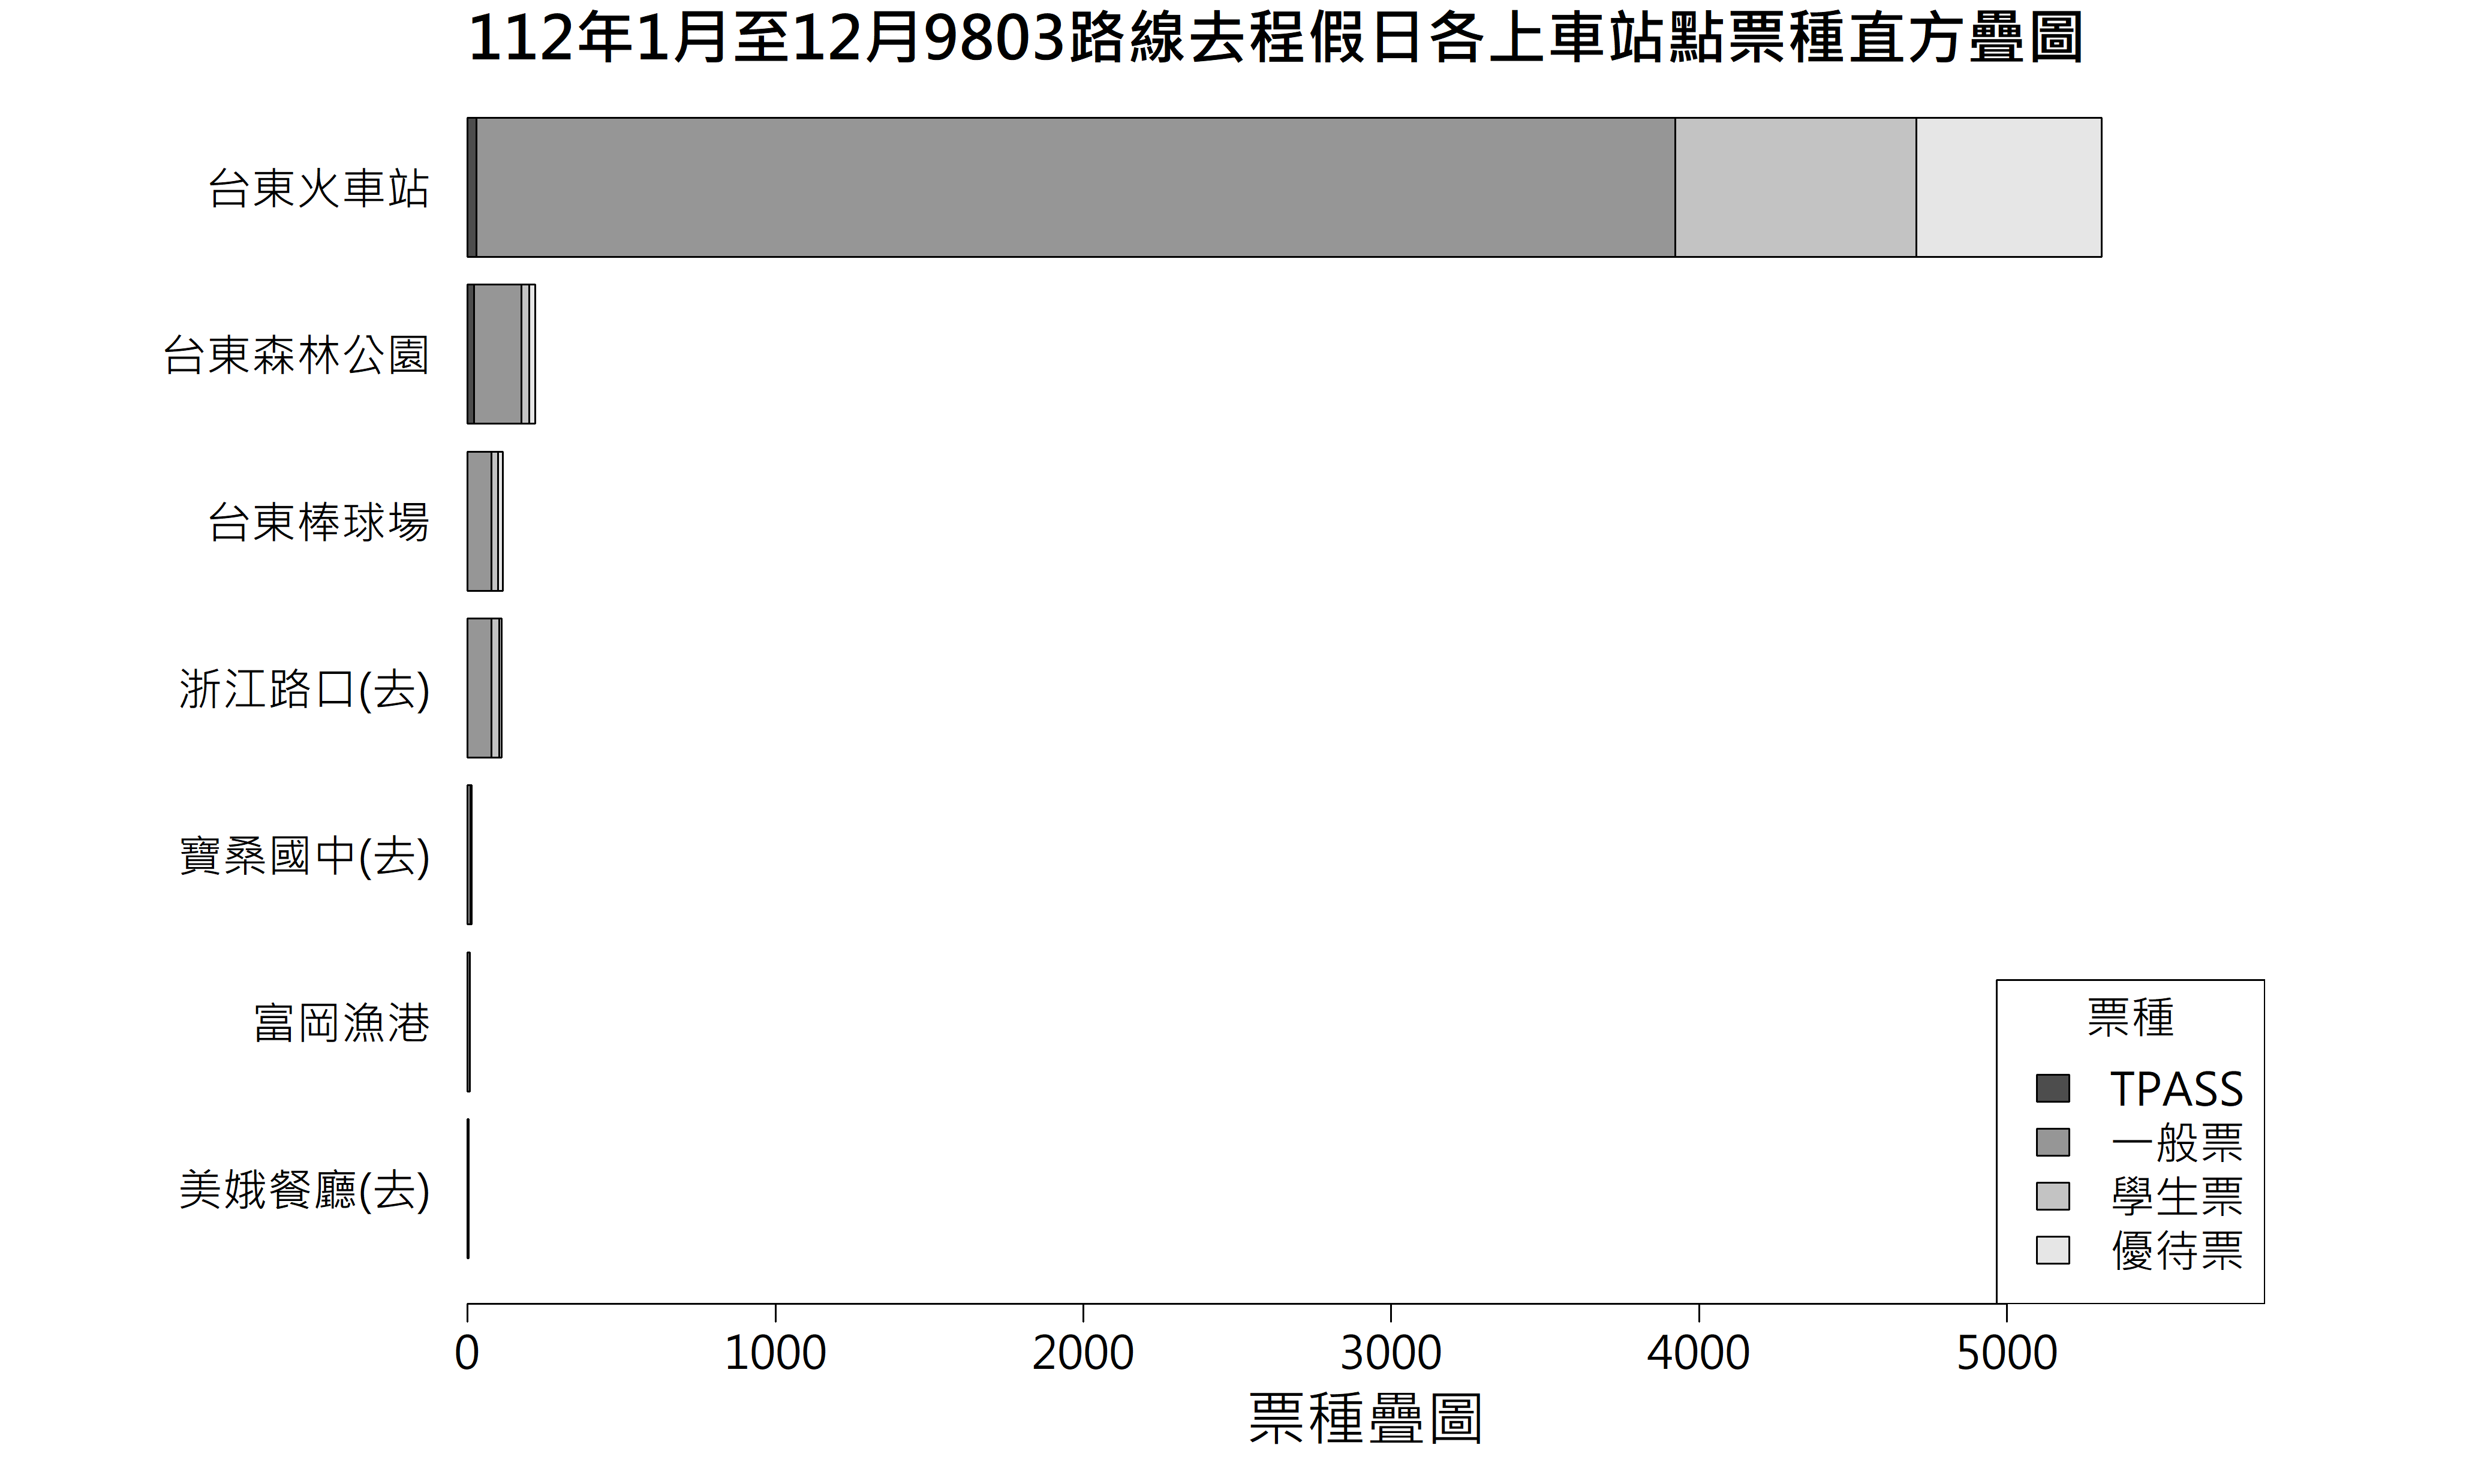 112年1月至12月9803路線去程假日各上車站點票種直方疊圖
台東火車站
台東森林公園
台東棒球場
浙江路口(去)
寶桑國中(去)
富岡漁港
美娥餐廳(去)
票種
TPASS
一般票
學生票
優待票
0 1000 2000 3000 4000 5000
票種疊圖